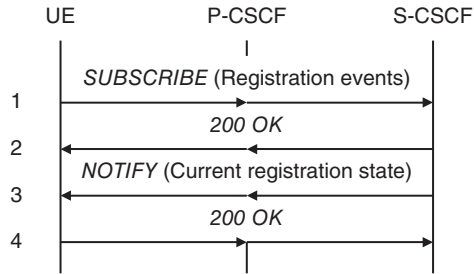 UE P-CSCF S-CSCF
SUBSCRIBE (Registration events)
1
200 OK
2
NOTIFY (Current registration state)
3
200 OK
4